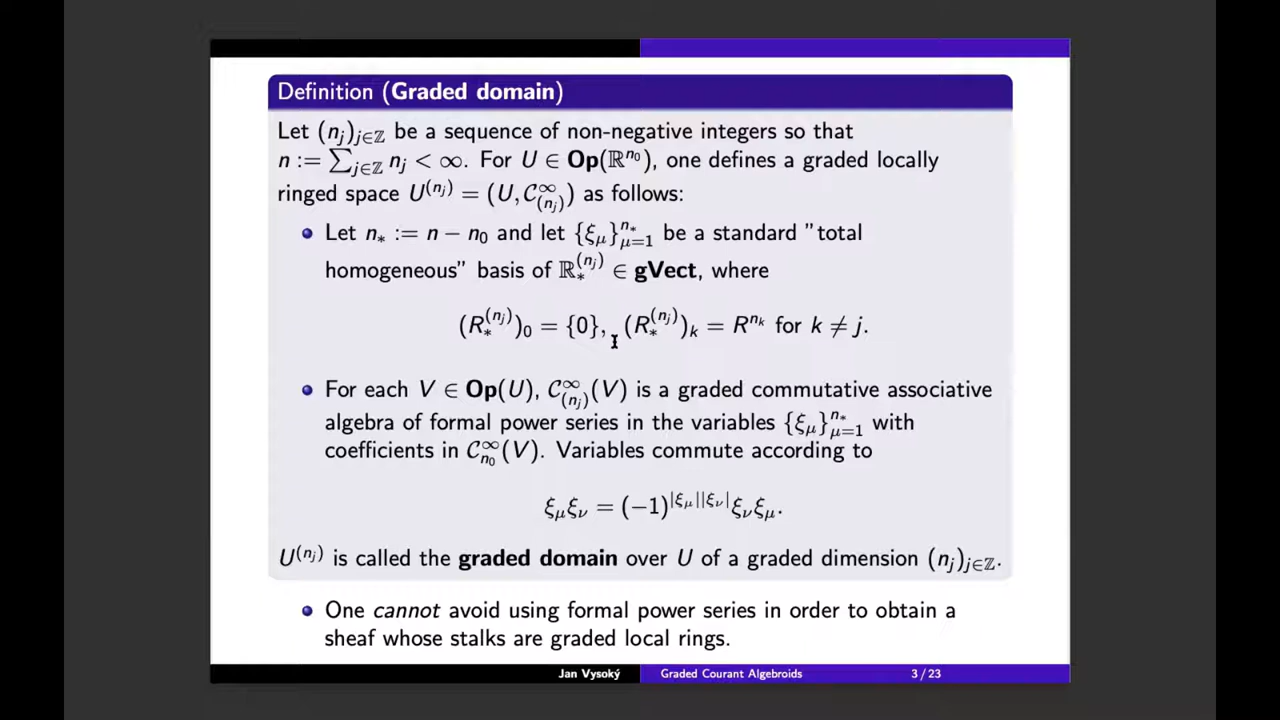 Definition (Graded domain)
Let (n_j)_{j∈ℤ} be a sequence of non-negative integers so that
n := ∑_{j∈ℤ} n_j < ∞. For U ∈ Op(ℝ^{n_0}), one defines a graded locally
ringed space U^{(n_j)} = (U, C^∞_{(n_j)}) as follows:
• Let n_* := n − n_0 and let {ξ_μ}^{n_*}_{μ=1} be a standard ”total
homogeneous” basis of ℝ^{(n_j)}_* ∈ gVect, where
(R^{(n_j)}_*)_0 = {0}, (R^{(n_j)}_*)_k = R^{n_k} for k ≠ j.
• For each V ∈ Op(U), C^∞_{(n_j)}(V) is a graded commutative associative
algebra of formal power series in the variables {ξ_μ}^{n_*}_{μ=1} with
coefficients in C^∞_{n_0}(V). Variables commute according to
ξ_μξ_ν = (−1)^{|ξ_μ||ξ_ν|}ξ_νξ_μ.
U^{(n_j)} is called the graded domain over U of a graded dimension (n_j)_{j∈ℤ}.
• One cannot avoid using formal power series in order to obtain a
sheaf whose stalks are graded local rings.
Jan Vysoký Graded Courant Algebroids 3 / 23